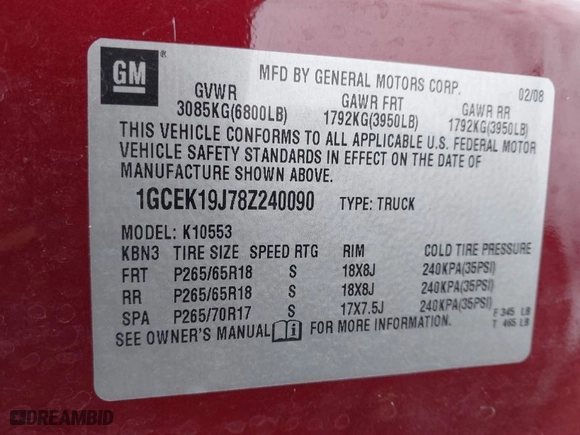 GM ®
MFD BY GENERAL MOTORS CORP. 02/08
GVWR GAWR FRT GAWR RR
3085KG(6800LB) 1792KG(3950LB) 1792KG(3950LB)
THIS VEHICLE CONFORMS TO ALL APPLICABLE U.S. FEDERAL MOTOR
VEHICLE SAFETY STANDARDS IN EFFECT ON THE DATE OF
MANUFACTURE SHOWN ABOVE.
1GCEK19J78Z240090 TYPE: TRUCK
MODEL: K10553
KBN3 TIRE SIZE SPEED RTG RIM COLD TIRE PRESSURE
FRT P265/65R18 S 18X8J 240KPA(35PSI)
RR P265/65R18 S 18X8J 240KPA(35PSI)
SPA P265/70R17 S 17X7.5J 240KPA(35PSI)
SEE OWNER'S MANUAL FOR MORE INFORMATION.
F 345 LB
T 465 LB
DREAMBID